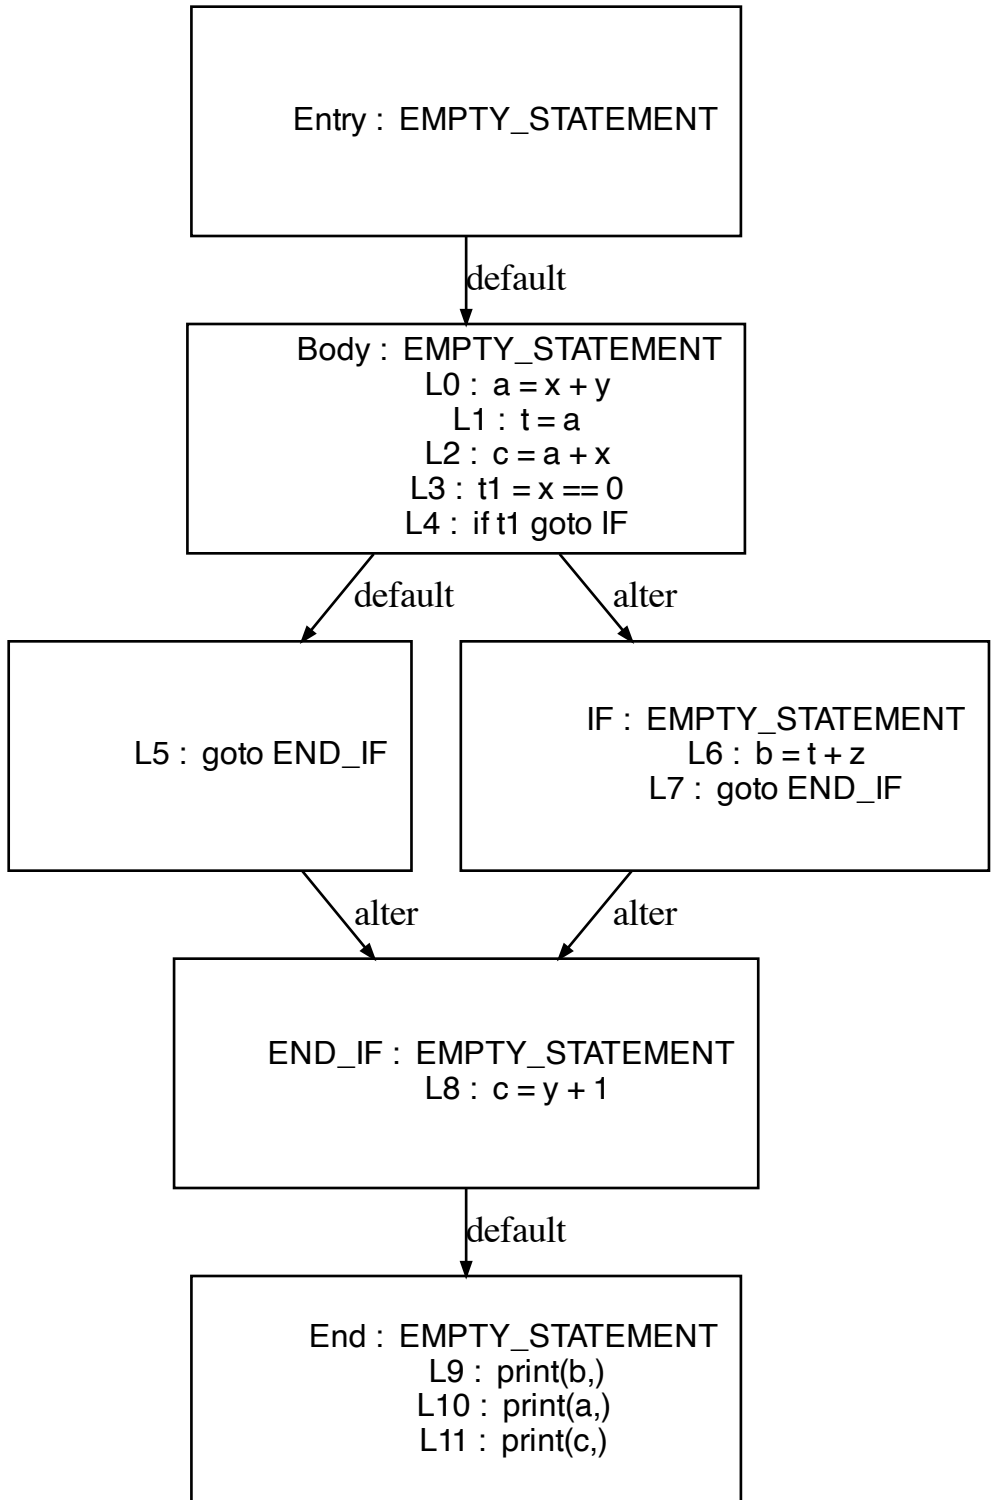 Entry : EMPTY_STATEMENT
default
Body : EMPTY_STATEMENT
L0 : a = x + y
L1 : t = a
L2 : c = a + x
L3 : t1 = x == 0
L4 : if t1 goto IF
default
alter
L5 : goto END_IF
IF : EMPTY_STATEMENT
L6 : b = t + z
L7 : goto END_IF
alter
alter
END_IF : EMPTY_STATEMENT
L8 : c = y + 1
default
End : EMPTY_STATEMENT
L9 : print(b,)
L10 : print(a,)
L11 : print(c,)